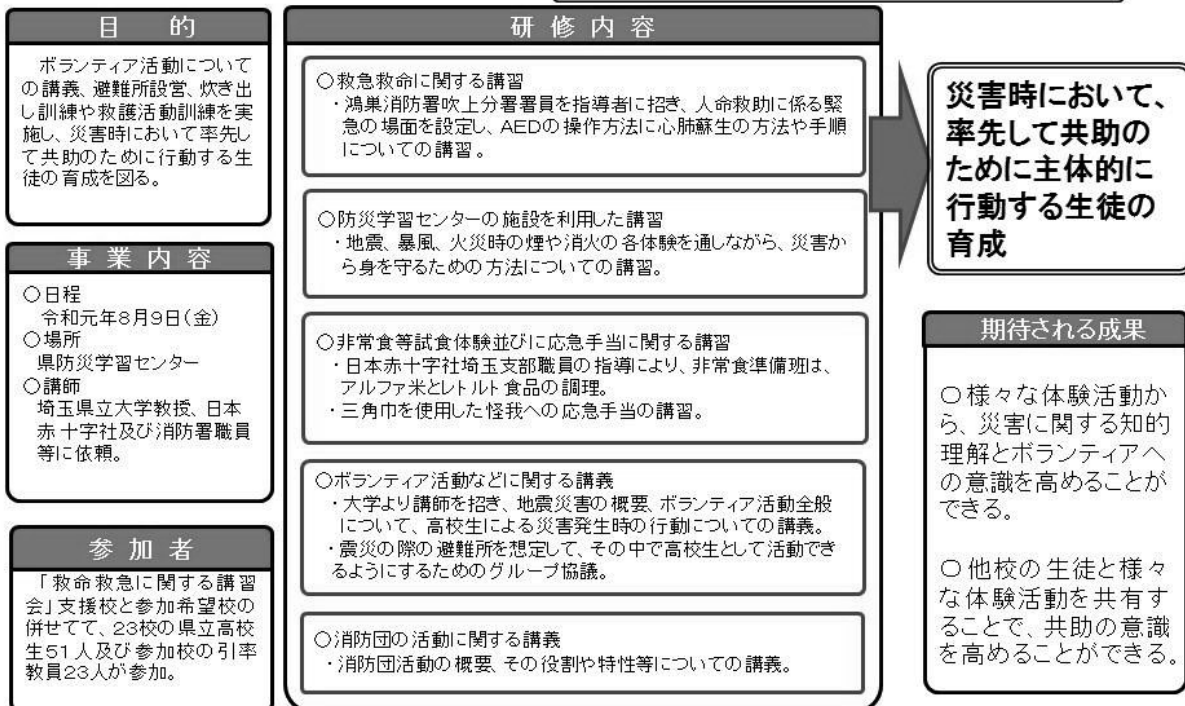 目的
ボランティア活動について
の講義、避難所設営、炊き出
し訓練や救護活動訓練を実
施し、災害時において率先し
て共助のために行動する生
徒の育成を図る。
事業内容
○日程
令和元年8月9日(金)
○場所
県防災学習センター
○講師
埼玉県立大学教授、日本
赤十字社及び消防署職員
等に依頼。
参加者
「救命救急に関する講習
会」支援校と参加希望校の
併せてて、23校の県立高校
生51人及び参加校の引率
教員23人が参加。
研修内容
○救急救命に関する講習
・鴻巣消防署吹上分署署員を指導者に招き、人命救助に係る緊
急の場面を設定し、AEDの操作方法に心肺蘇生の方法や手順
についての講習。
○防災学習センターの施設を利用した講習
・地震、暴風、火災時の煙や消火の各体験を通しながら、災害か
ら身を守るための方法についての講習。
○非常食等試食体験並びに応急手当に関する講習
・日本赤十字社埼玉支部職員の指導により、非常食準備班は、
アルファ米とレトルト食品の調理。
・三角巾を使用した怪我への応急手当の講習。
○ボランティア活動などに関する講義
・大学より講師を招き、地震災害の概要、ボランティア活動全般
について、高校生による災害発生時の行動についての講義。
・震災の際の避難所を想定して、その中で高校生として活動でき
るようにするためのグループ協議。
○消防団の活動に関する講義
・消防団活動の概要、その役割や特性等についての講義。
災害時において、
率先して共助の
ために主体的に
行動する生徒の
育成
期待される成果
○様々な体験活動か
ら、災害に関する知的
理解とボランティアへ
の意識を高めることが
できる。
○他校の生徒と様々
な体験活動を共有す
ることで、共助の意識
を高めることができる。